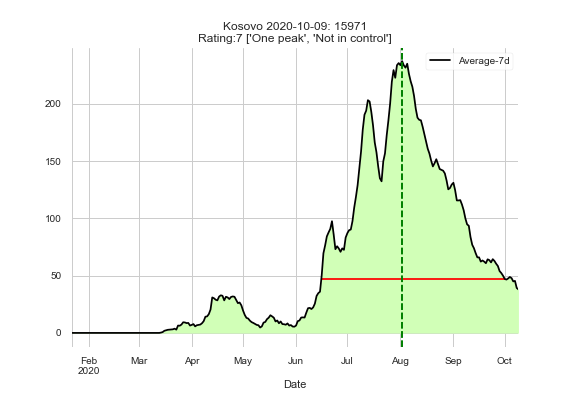 Kosovo 2020-10-09: 15971
Rating:7 ['One peak', 'Not in control']
Average-7d
200
150
100
50
0
Feb Mar Apr May Jun Jul Aug Sep Oct
2020
Date